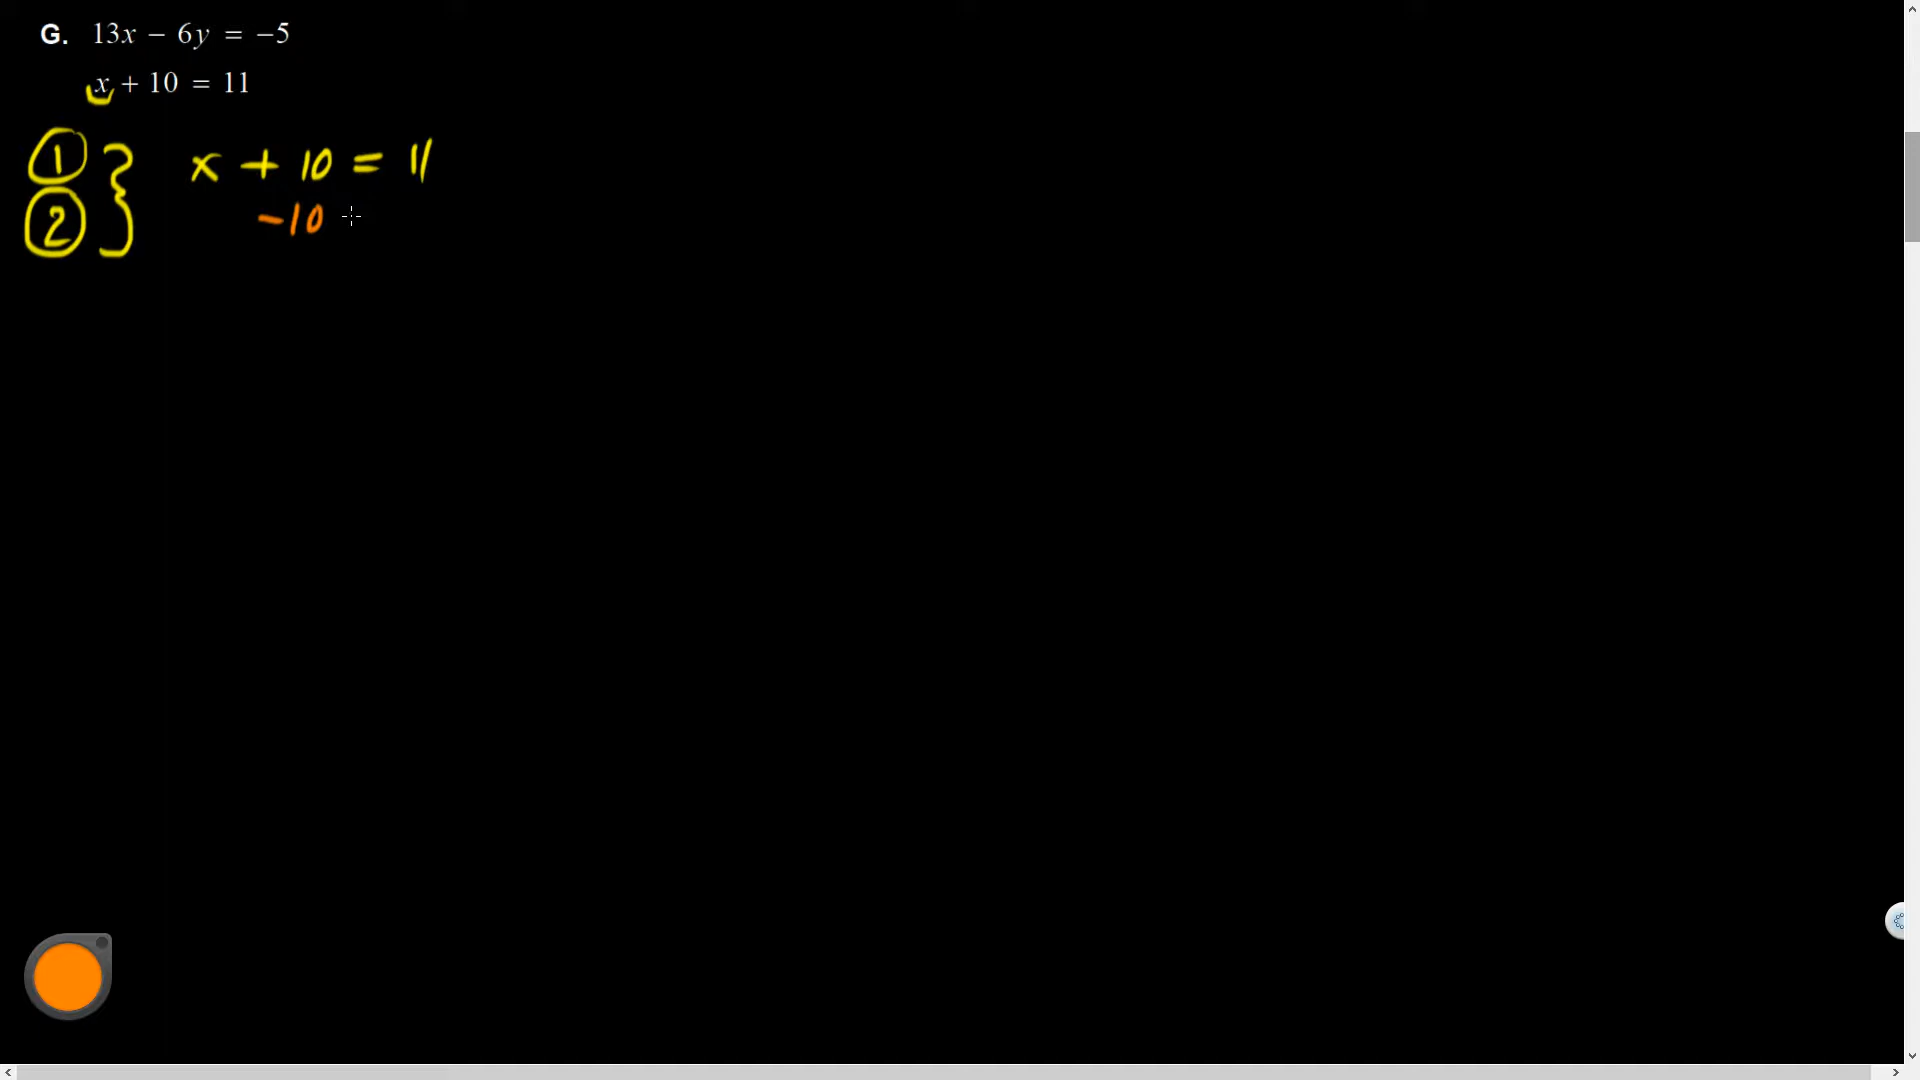 G. 13x − 6y = −5
x + 10 = 11
1 } x + 10 = 11
2 -10